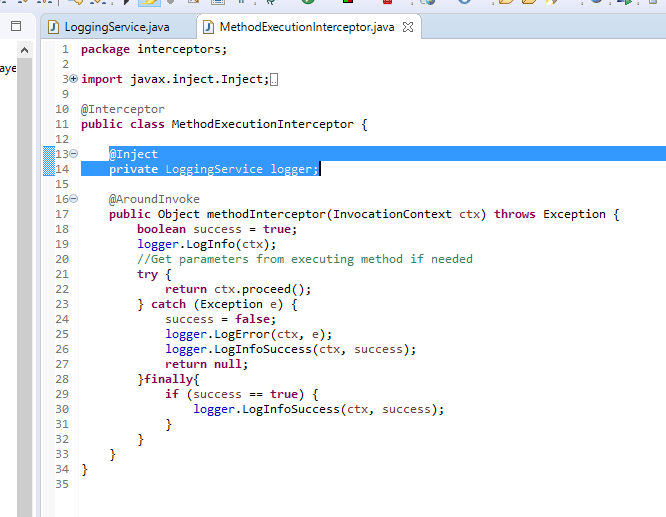 LoggingService.java
MethodExecutionInterceptor.java
aye
1 package interceptors;
2
3 import javax.inject.Inject;
9
10 @Interceptor
11 public class MethodExecutionInterceptor {
12
13 @Inject
14 private LoggingService logger;
15
16 @AroundInvoke
17 public Object methodInterceptor(InvocationContext ctx) throws Exception {
18 boolean success = true;
19 logger.LogInfo(ctx);
20 //Get parameters from executing method if needed
21 try {
22 return ctx.proceed();
23 } catch (Exception e) {
24 success = false;
25 logger.LogError(ctx, e);
26 logger.LogInfoSuccess(ctx, success);
27 return null;
28 }finally{
29 if (success == true) {
30 logger.LogInfoSuccess(ctx, success);
31 }
32 }
33 }
34 }
35